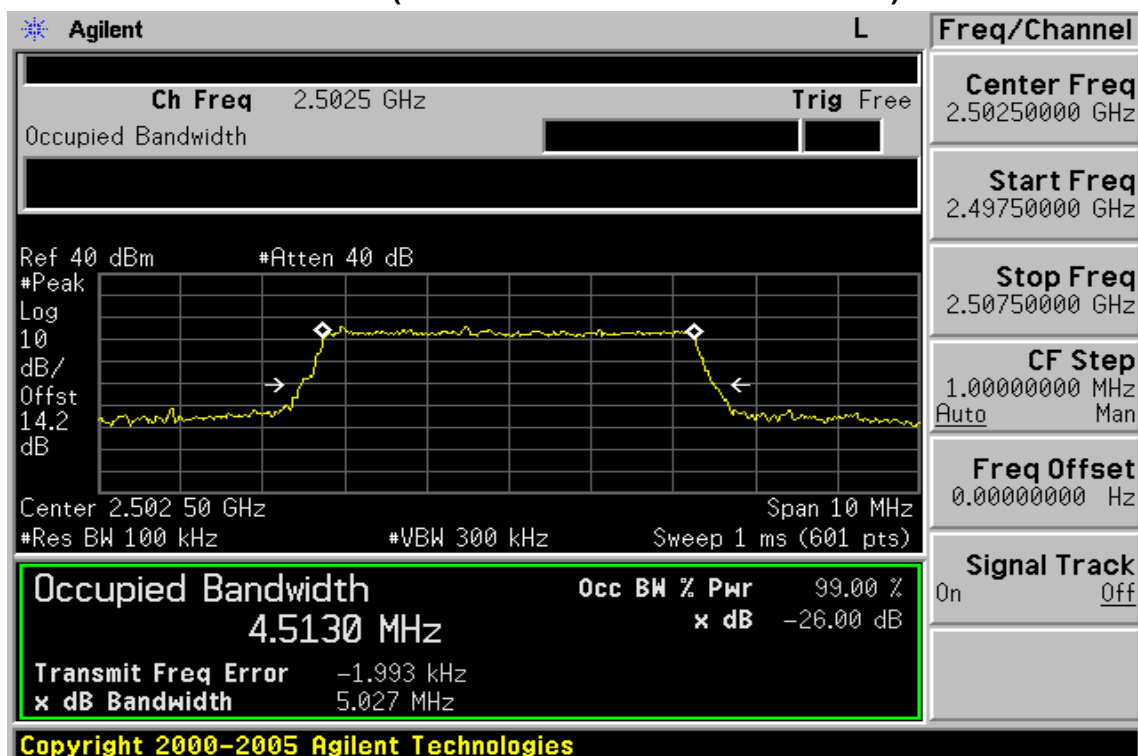 Agilent L
Ch Freq 2.5025 GHz Trig Free
Occupied Bandwidth
Ref 40 dBm #Atten 40 dB
#Peak
Log
10
dB/
Offst
14.2
dB
Center 2.502 50 GHz Span 10 MHz
#Res BW 100 kHz #VBW 300 kHz Sweep 1 ms (601 pts)
Occupied Bandwidth Occ BW % Pwr 99.00 %
4.5130 MHz x dB -26.00 dB
Transmit Freq Error -1.993 kHz
x dB Bandwidth 5.027 MHz
Copyright 2000-2005 Agilent Technologies
Freq/Channel
Center Freq
2.50250000 GHz
Start Freq
2.49750000 GHz
Stop Freq
2.50750000 GHz
CF Step
1.00000000 MHz
Auto Man
Freq Offset
0.00000000 Hz
Signal Track
On Off